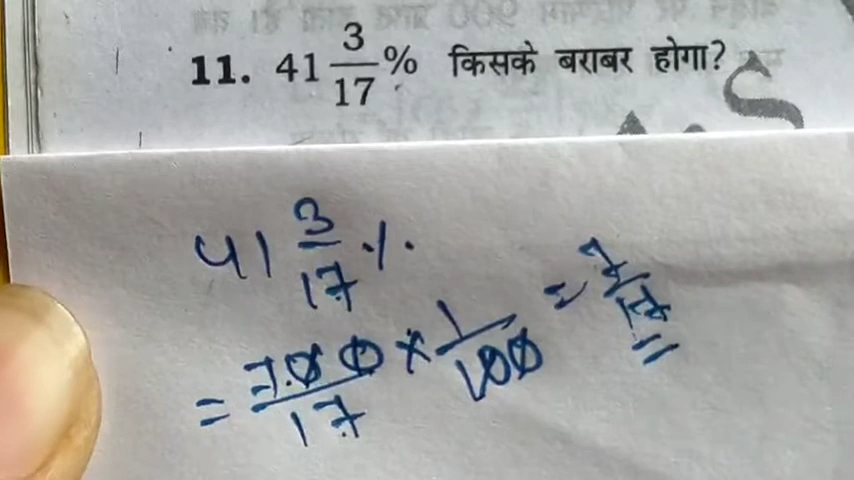 11. 41 3/17 % किसके बराबर होगा?
41 3/17 %.
= 700/17 × 1/100 = 7/17